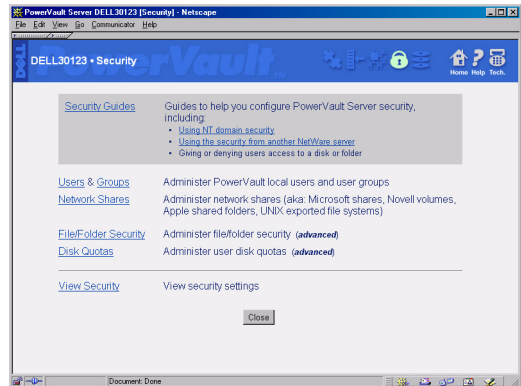 PowerVault Server DELL30123 [Security] - Netscape
File Edit View Go Communicator Help
DELL
PowerVault™
DELL30123 • Security
Home Help Tech.
Security Guides Guides to help you configure PowerVault Server security,
including:
• Using NT domain security
• Using the security from another NetWare server
• Giving or denying users access to a disk or folder
Users & Groups Administer PowerVault local users and user groups
Network Shares Administer network shares (aka: Microsoft shares, Novell volumes,
Apple shared folders, UNIX exported file systems)
File/Folder Security Administer file/folder security (advanced)
Disk Quotas Administer user disk quotas (advanced)
View Security View security settings
Close
Document: Done